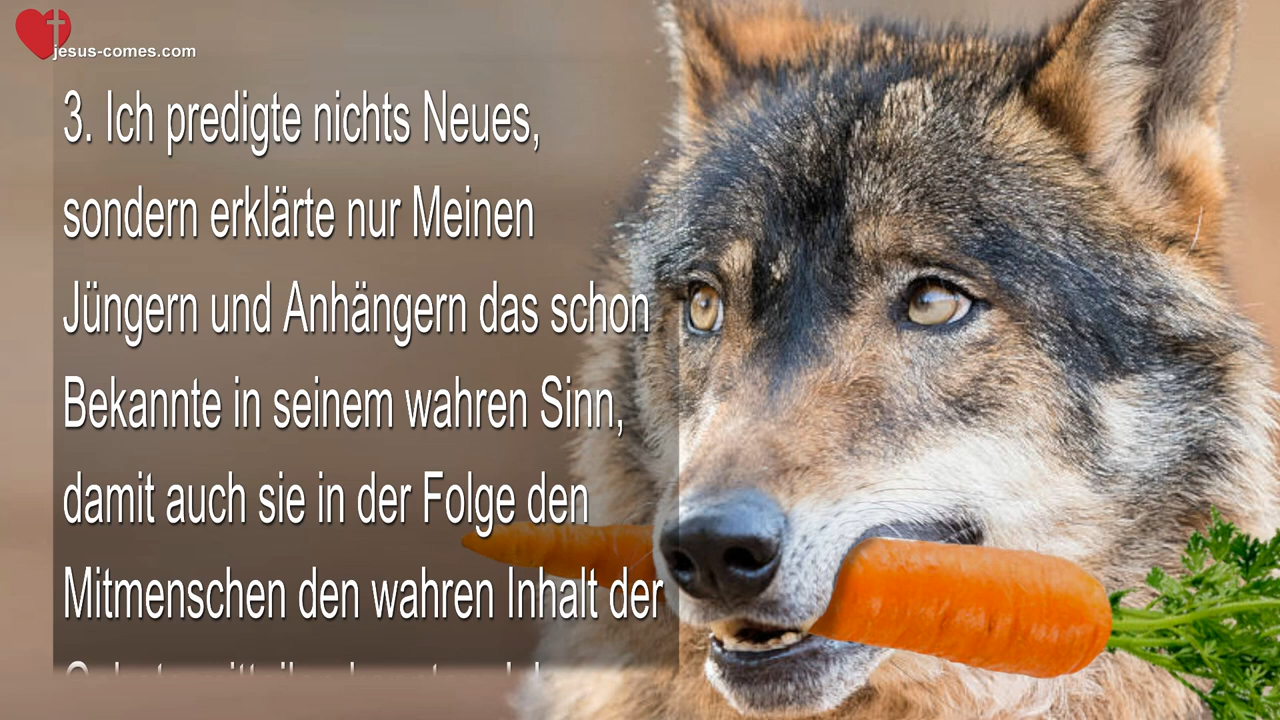 jesus-comes.com
3. Ich predigte nichts Neues,
sondern erklärte nur Meinen
Jüngern und Anhängern das schon
Bekannte in seinem wahren Sinn,
damit auch sie in der Folge den
Mitmenschen den wahren Inhalt der